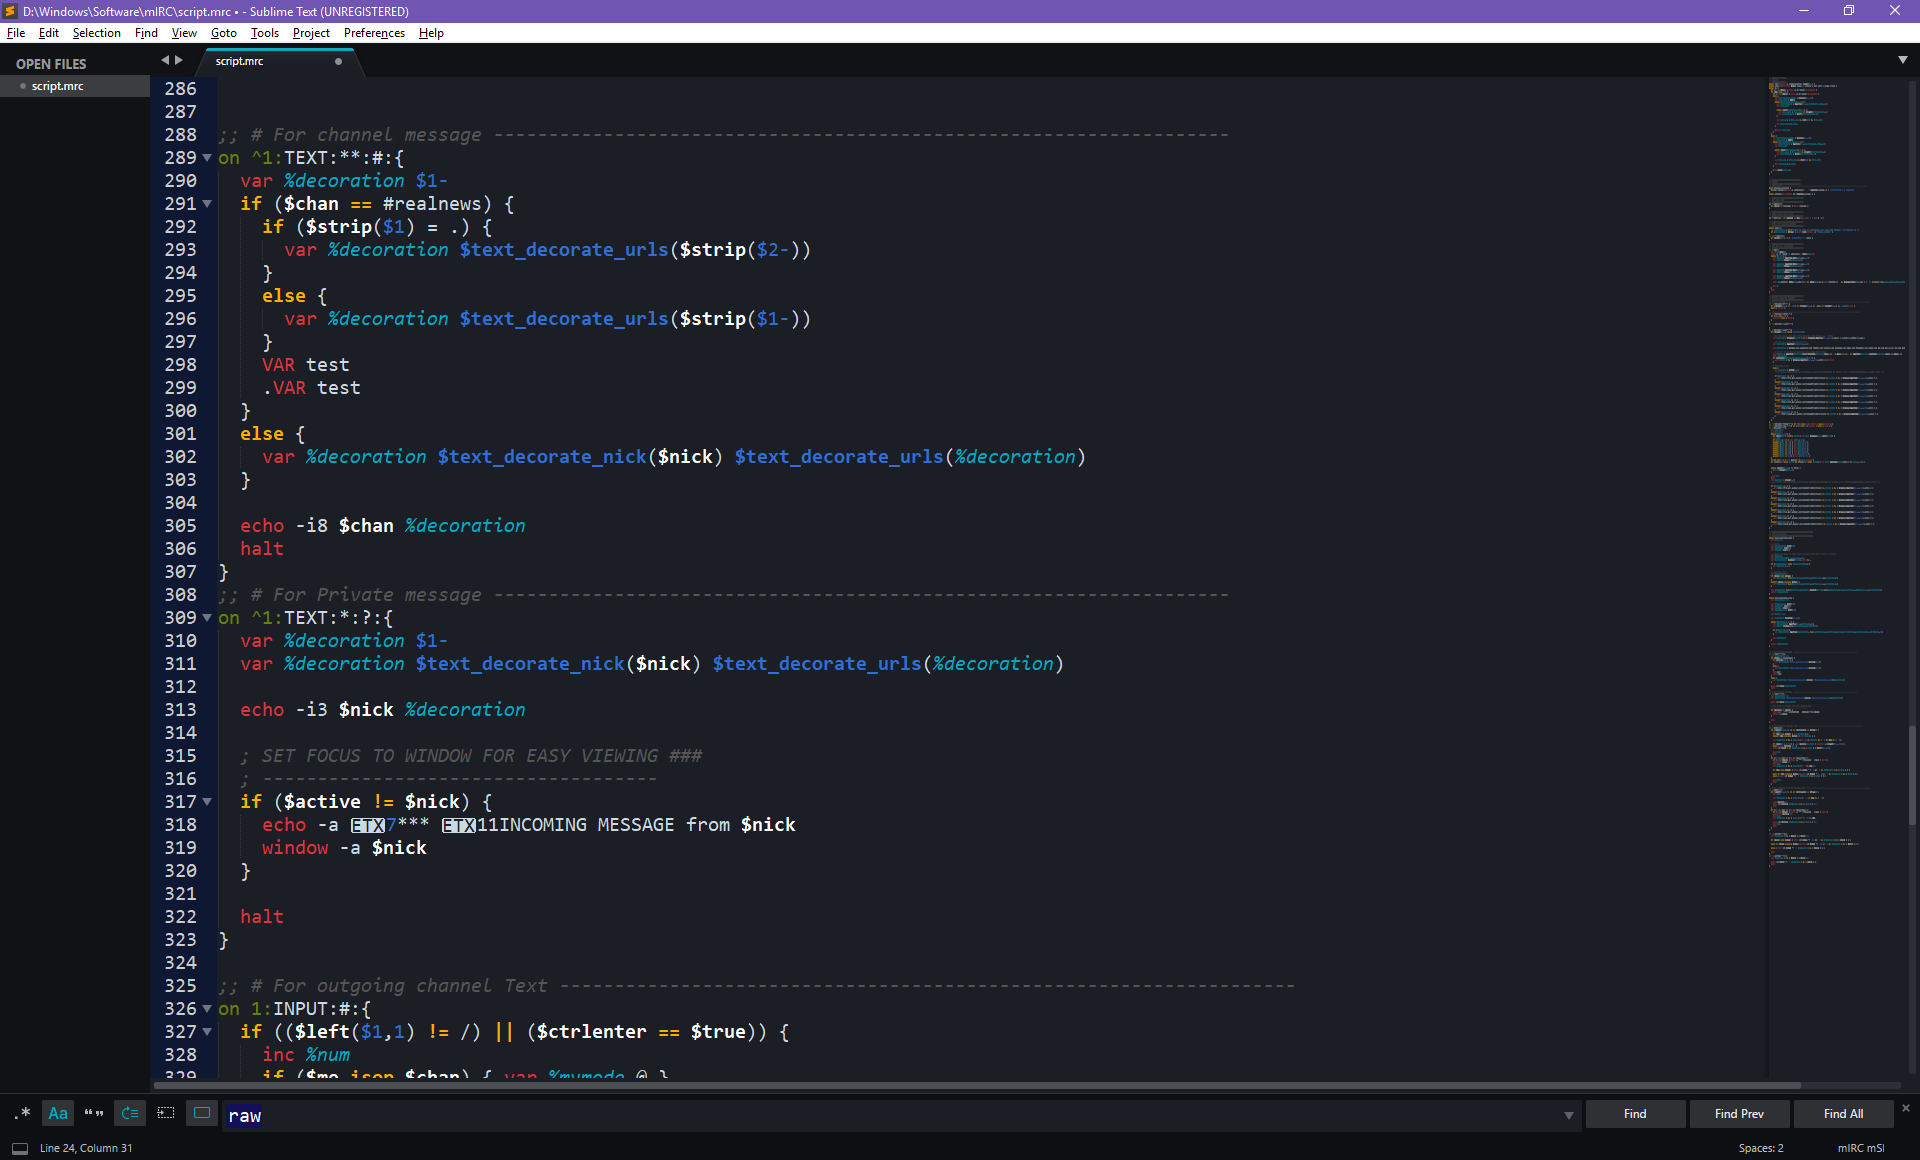 D:\Windows\Software\mIRC\script.mrc • - Sublime Text (UNREGISTERED)
File Edit Selection Find View Goto Tools Project Preferences Help
OPEN FILES
script.mrc
script.mrc
286
287
288 ;; # For channel message -------------------------------------------------------------------
289 on ^1:TEXT:**:#:{
290 var %decoration $1-
291 if ($chan == #realnews) {
292 if ($strip($1) = .) {
293 var %decoration $text_decorate_urls($strip($2-))
294 }
295 else {
296 var %decoration $text_decorate_urls($strip($1-))
297 }
298 VAR test
299 .VAR test
300 }
301 else {
302 var %decoration $text_decorate_nick($nick) $text_decorate_urls(%decoration)
303 }
304
305 echo -i8 $chan %decoration
306 halt
307 }
308 ;; # For Private message -------------------------------------------------------------------
309 on ^1:TEXT:*:?:{
310 var %decoration $1-
311 var %decoration $text_decorate_nick($nick) $text_decorate_urls(%decoration)
312
313 echo -i3 $nick %decoration
314
315 ; SET FOCUS TO WINDOW FOR EASY VIEWING ###
316 ; ------------------------------------
317 if ($active != $nick) {
318 echo -a ETX7*** ETX11INCOMING MESSAGE from $nick
319 window -a $nick
320 }
321
322 halt
323 }
324
325 ;; # For outgoing channel Text -------------------------------------------------------------------
326 on 1:INPUT:#:{
327 if (($left($1,1) != /) || ($ctrlenter == $true)) {
328 inc %num
329 if ($me isop $chan) { var %mymode @ }
.* Aa “” raw Find Find Prev Find All
Line 24, Column 31 Spaces: 2 mIRC mSl